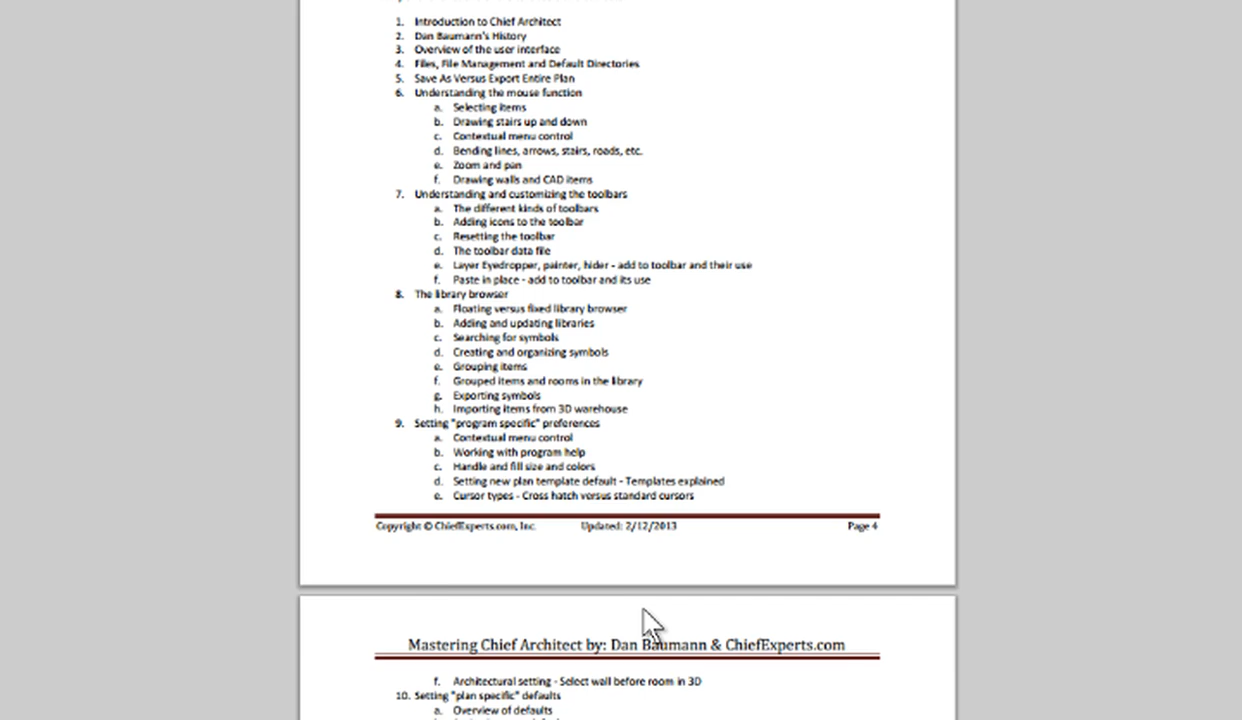 1. Introduction to Chief Architect
2. Dan Baumann's History
3. Overview of the user interface
4. Files, File Management and Default Directories
5. Save As Versus Export Entire Plan
6. Understanding the mouse function
a. Selecting items
b. Drawing stairs up and down
c. Contextual menu control
d. Bending lines, arrows, stairs, roads, etc.
e. Zoom and pan
f. Drawing walls and CAD items
7. Understanding and customizing the toolbars
a. The different kinds of toolbars
b. Adding icons to the toolbar
c. Resetting the toolbar
d. The toolbar data file
e. Layer Eyedropper, painter, hider - add to toolbar and their use
f. Paste in place - add to toolbar and its use
8. The library browser
a. Floating versus fixed library browser
b. Adding and updating libraries
c. Searching for symbols
d. Creating and organizing symbols
e. Grouping items
f. Grouped items and rooms in the library
g. Exporting symbols
h. Importing items from 3D warehouse
9. Setting "program specific" preferences
a. Contextual menu control
b. Working with program help
c. Handle and fill size and colors
d. Setting new plan template default - Templates explained
e. Cursor types - Cross hatch versus standard cursors
Copyright © ChiefExperts.com, Inc. Updated: 2/12/2013 Page 4
Mastering Chief Architect by: Dan Baumann & ChiefExperts.com
f. Architectural setting - Select wall before room in 3D
10. Setting "plan specific" defaults
a. Overview of defaults